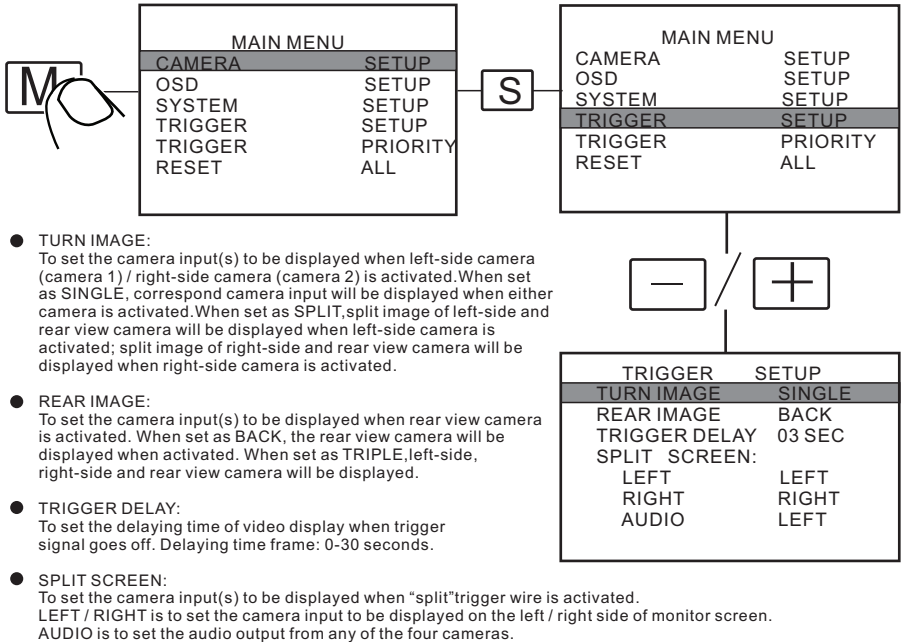 M
MAIN MENU
CAMERA SETUP
OSD SETUP
SYSTEM SETUP
TRIGGER SETUP
TRIGGER PRIORITY
RESET ALL
S
MAIN MENU
CAMERA SETUP
OSD SETUP
SYSTEM SETUP
TRIGGER SETUP
TRIGGER PRIORITY
RESET ALL
− / +
TRIGGER SETUP
TURN IMAGE SINGLE
REAR IMAGE BACK
TRIGGER DELAY 03 SEC
SPLIT SCREEN:
LEFT LEFT
RIGHT RIGHT
AUDIO LEFT
● TURN IMAGE:
To set the camera input(s) to be displayed when left-side camera
(camera 1) / right-side camera (camera 2) is activated.When set
as SINGLE, correspond camera input will be displayed when either
camera is activated.When set as SPLIT,split image of left-side and
rear view camera will be displayed when left-side camera is
activated; split image of right-side and rear view camera will be
displayed when right-side camera is activated.
● REAR IMAGE:
To set the camera input(s) to be displayed when rear view camera
is activated. When set as BACK, the rear view camera will be
displayed when activated. When set as TRIPLE,left-side,
right-side and rear view camera will be displayed.
● TRIGGER DELAY:
To set the delaying time of video display when trigger
signal goes off. Delaying time frame: 0-30 seconds.
● SPLIT SCREEN:
To set the camera input(s) to be displayed when “split”trigger wire is activated.
LEFT / RIGHT is to set the camera input to be displayed on the left / right side of monitor screen.
AUDIO is to set the audio output from any of the four cameras.